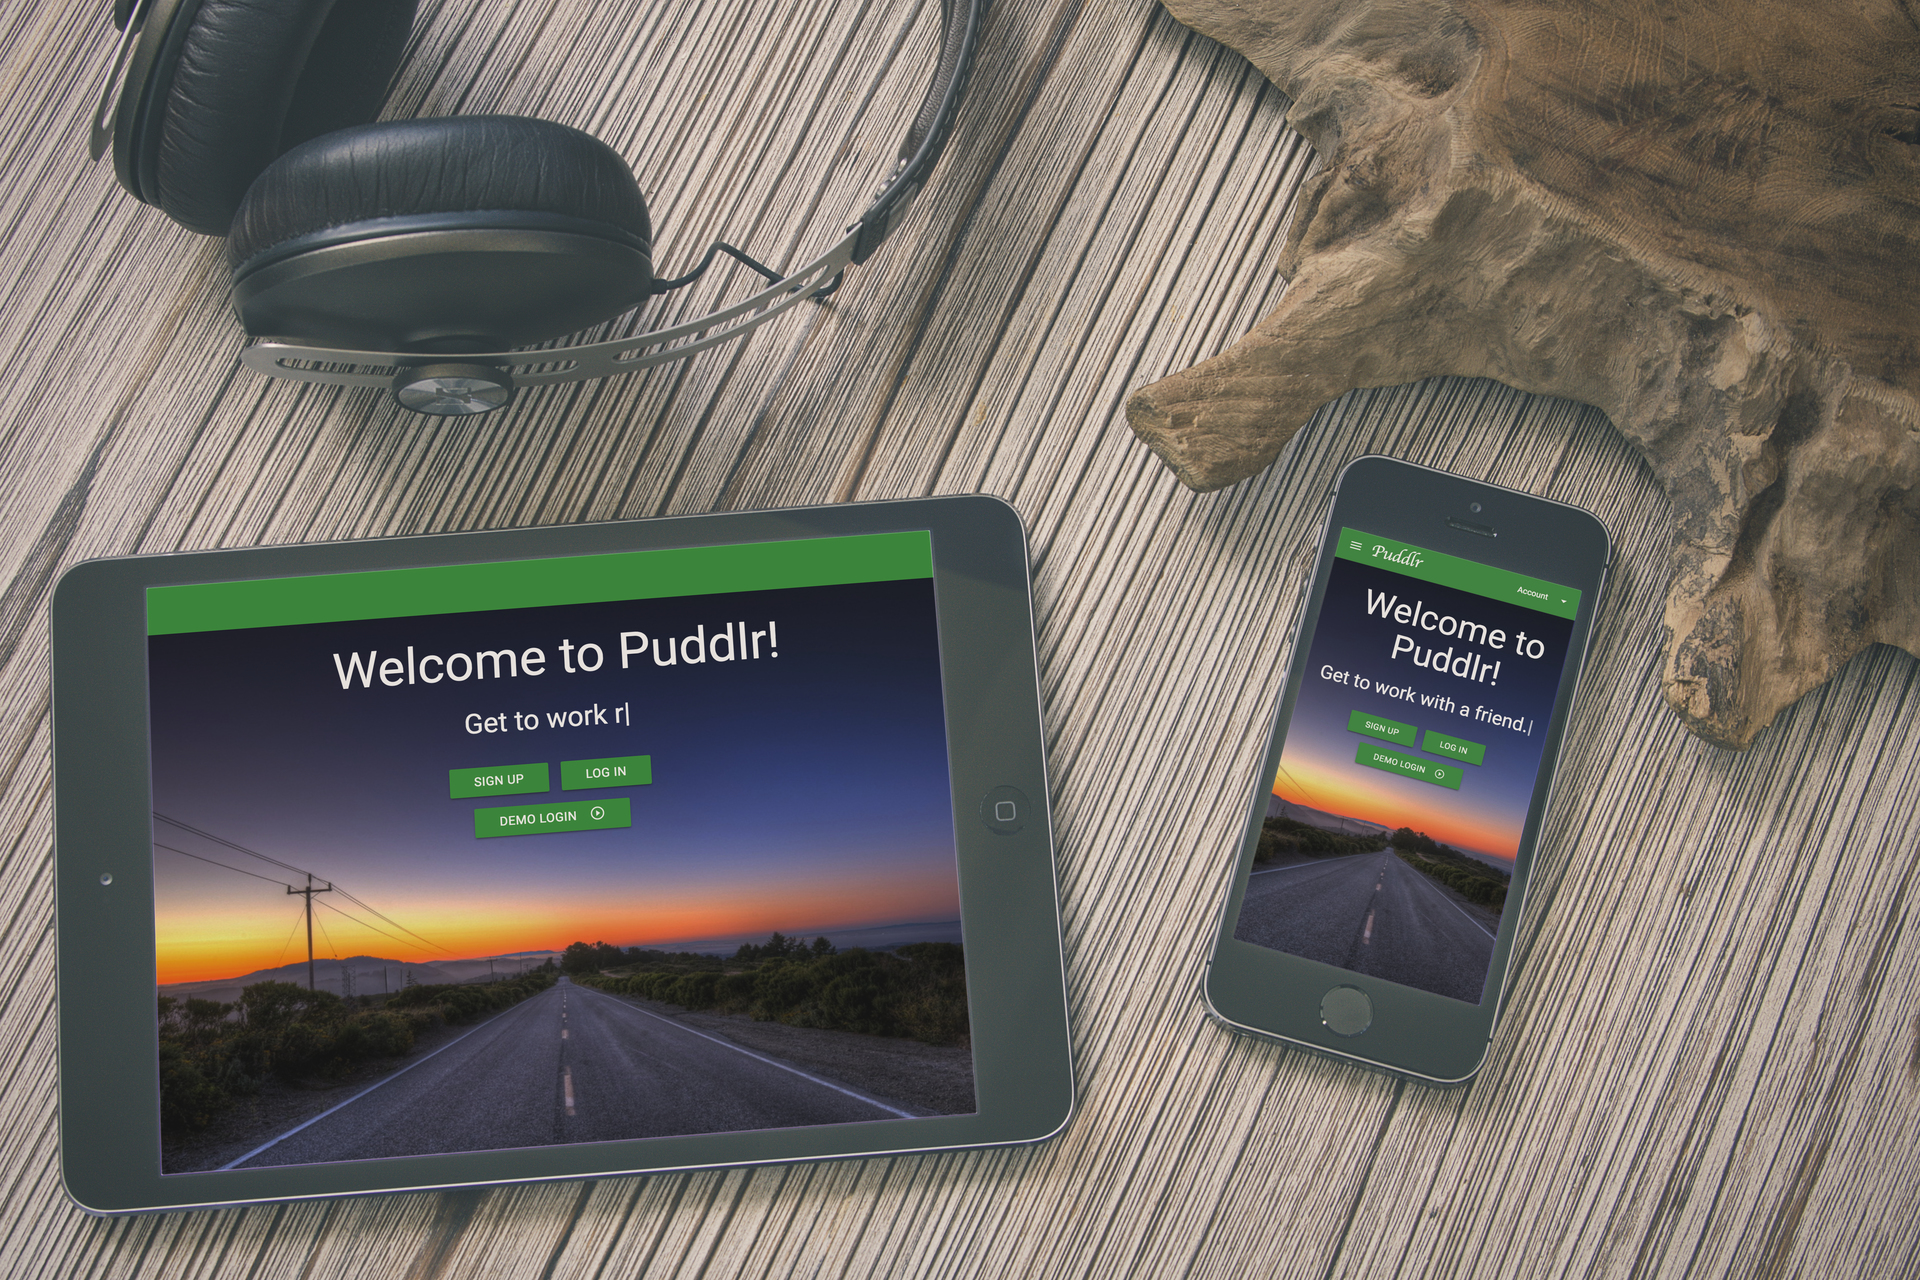 Welcome to Puddlr!
Get to work r|
SIGN UP
LOG IN
DEMO LOGIN
Puddlr
Account
Welcome to
Puddlr!
Get to work with a friend.|
SIGN UP
LOG IN
DEMO LOGIN